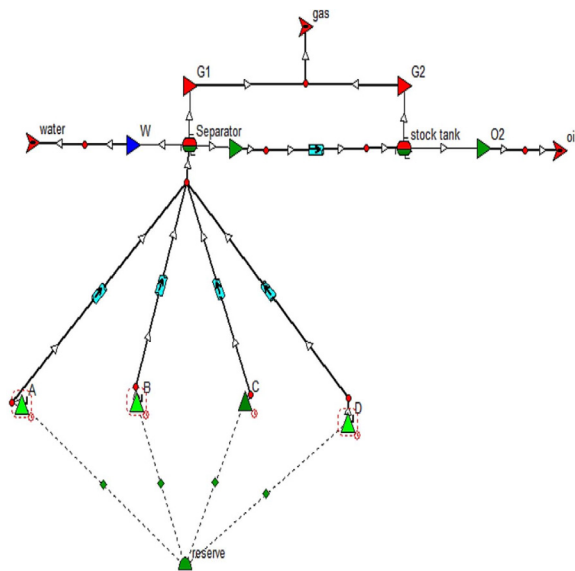 gas
G1
G2
water
W
Separator
stock tank
O2
oi
A
B
C
D
reserve